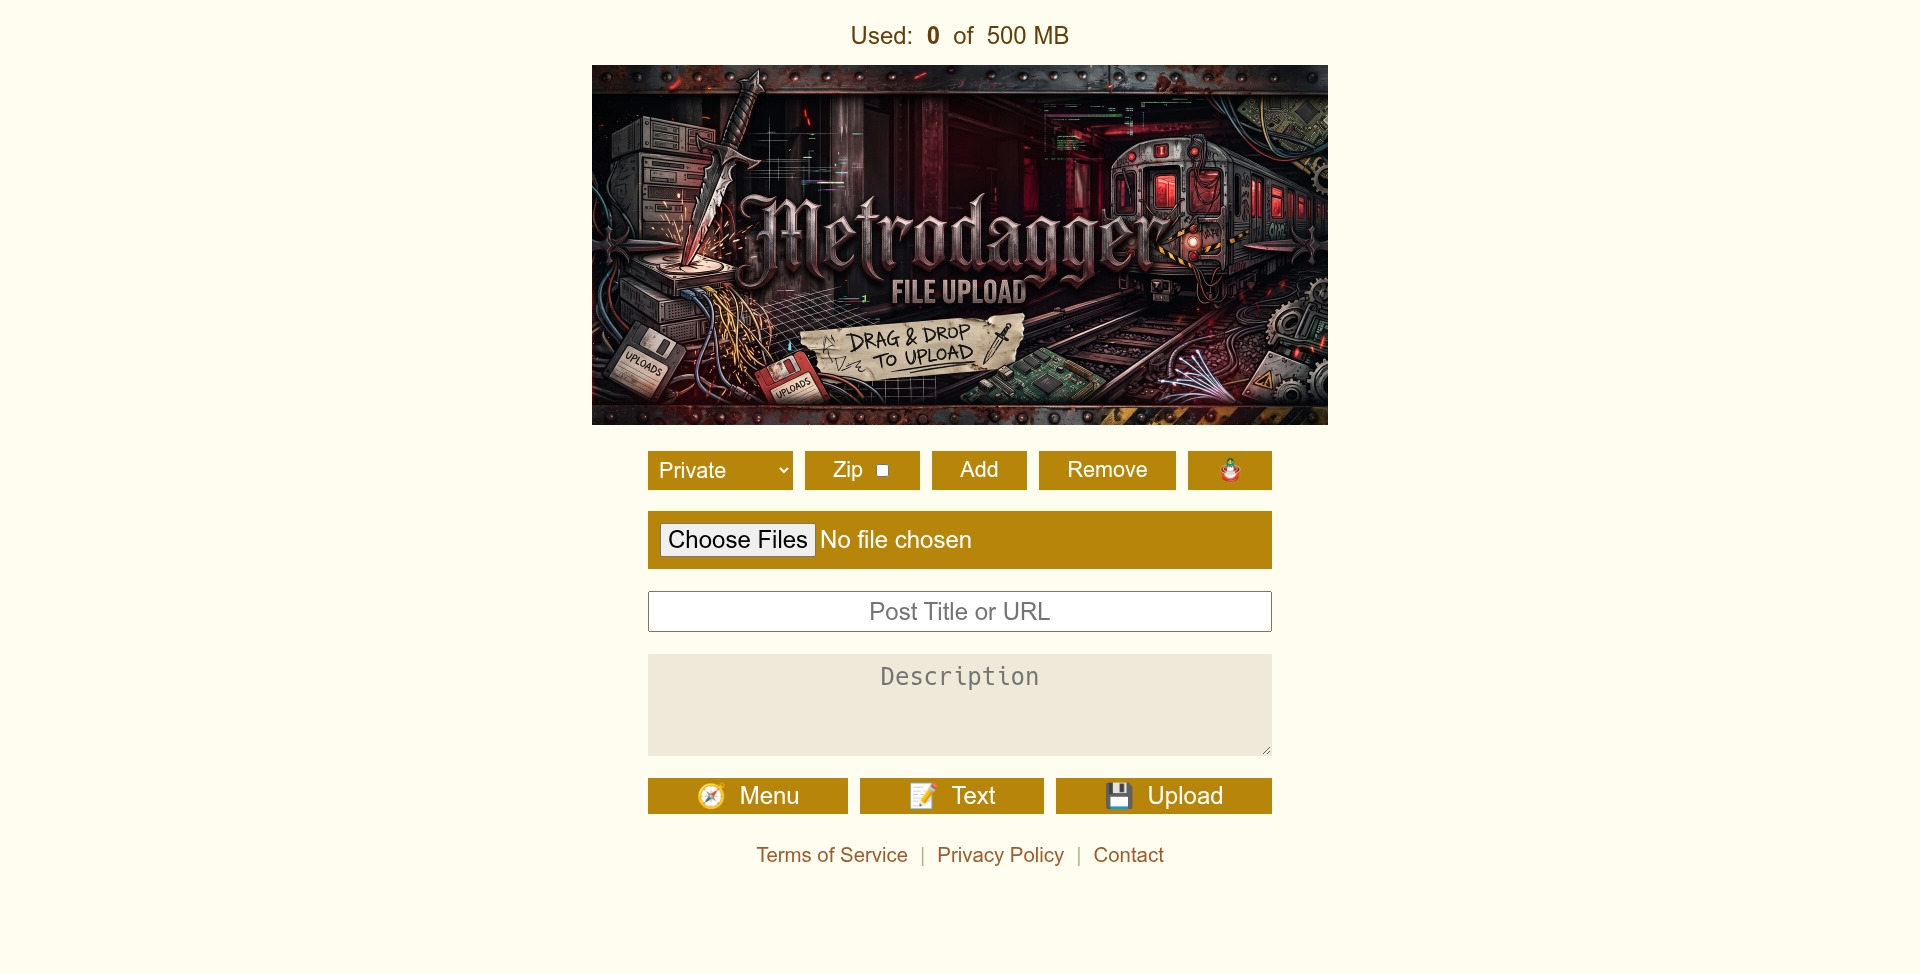 Used: 0 of 500 MB
Metrodagger
FILE UPLOAD
DRAG & DROP
TO UPLOAD
UPLOADS
UPLOADS
Private
Zip
Add
Remove
Choose Files No file chosen
Post Title or URL
Description
Menu
Text
Upload
Terms of Service | Privacy Policy | Contact